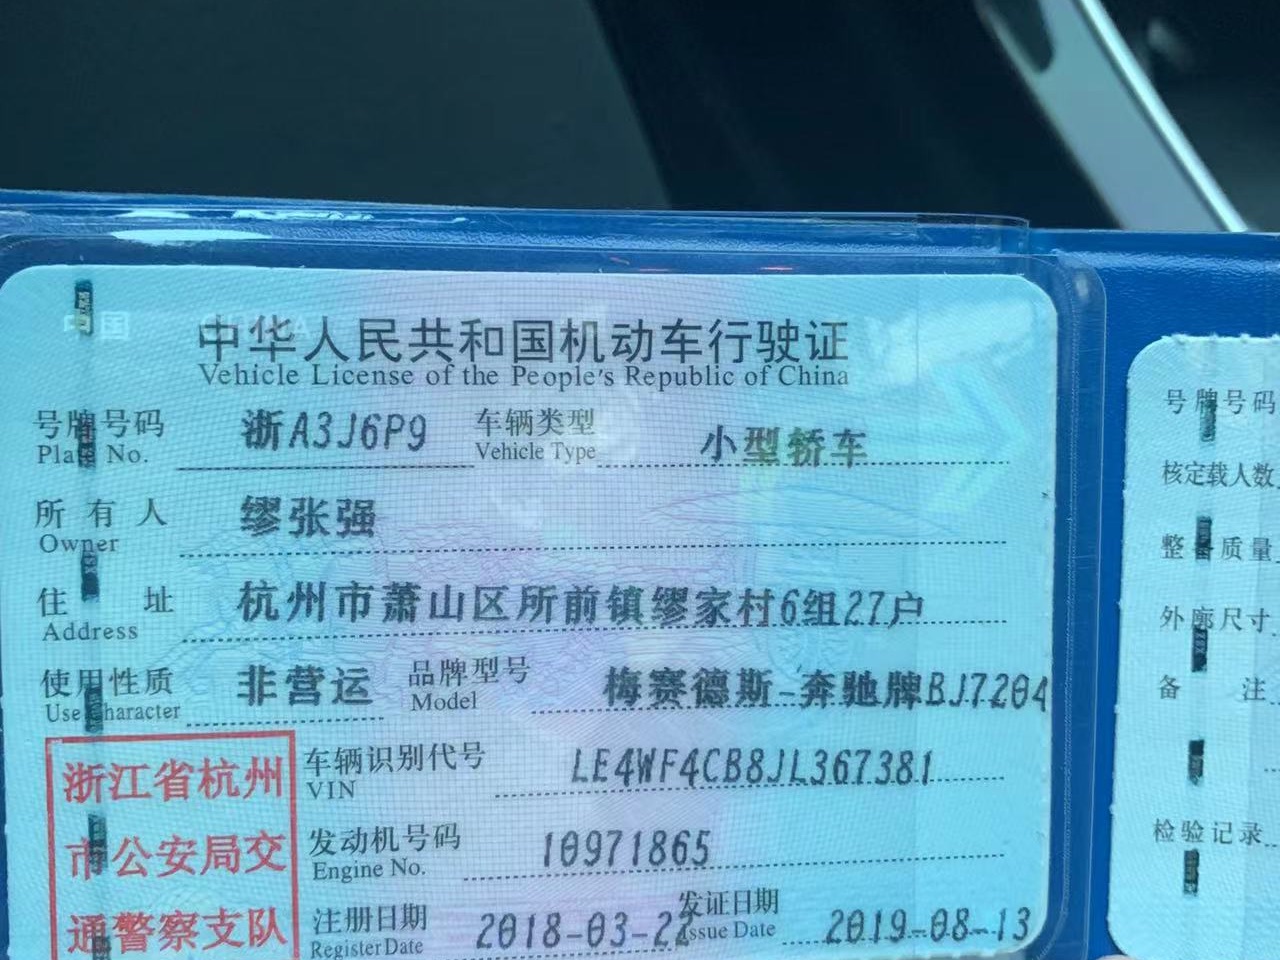 中国 CHINA
中华人民共和国机动车行驶证
Vehicle License of the People's Republic of China
号牌号码 浙A3J6P9 车辆类型 小型轿车
Plate No. Vehicle Type
所有人 缪张强
Owner
住址 杭州市萧山区所前镇缪家村6组27户
Address
使用性质 非营运 品牌型号 梅赛德斯-奔驰牌BJ7204
Use Character Model
浙江省杭州
市公安局交
通警察支队
车辆识别代号 LE4WF4CB8JL367381
VIN
发动机号码 10971865
Engine No.
注册日期 2018-03-22 发证日期 2019-08-13
Register Date Issue Date
号牌号码
核定载人数
整备质量
外廓尺寸
备注
检验记录